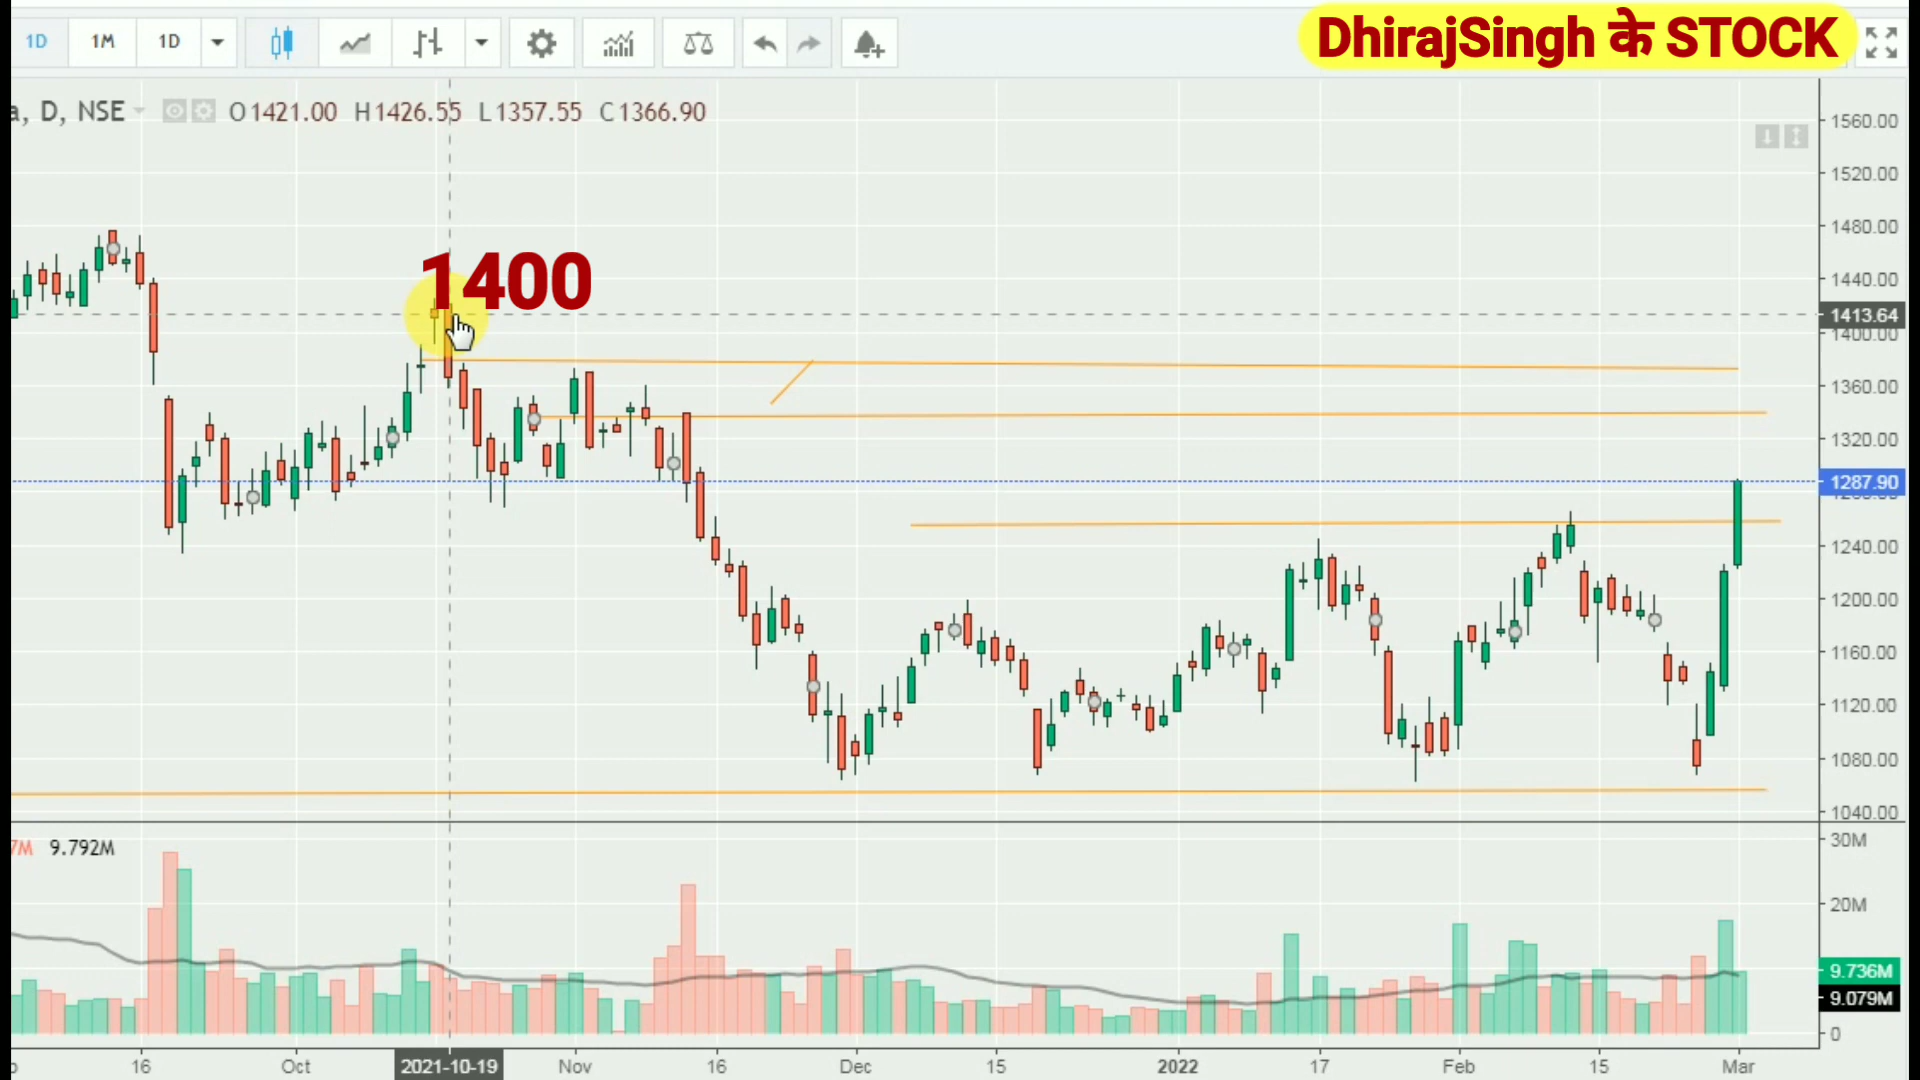 1D 1M 1D DhirajSingh के STOCK
a, D, NSE O1421.00 H1426.55 L1357.55 C1366.90
1560.00
1520.00
1480.00
1400
1440.00
1413.64
1400.00
1360.00
1320.00
1287.90
1240.00
1200.00
1160.00
1120.00
1080.00
1040.00
7M 9.792M
30M
20M
9.736M
9.079M
0
16 Oct 2021-10-19 Nov 16 Dec 15 2022 17 Feb 15 Mar